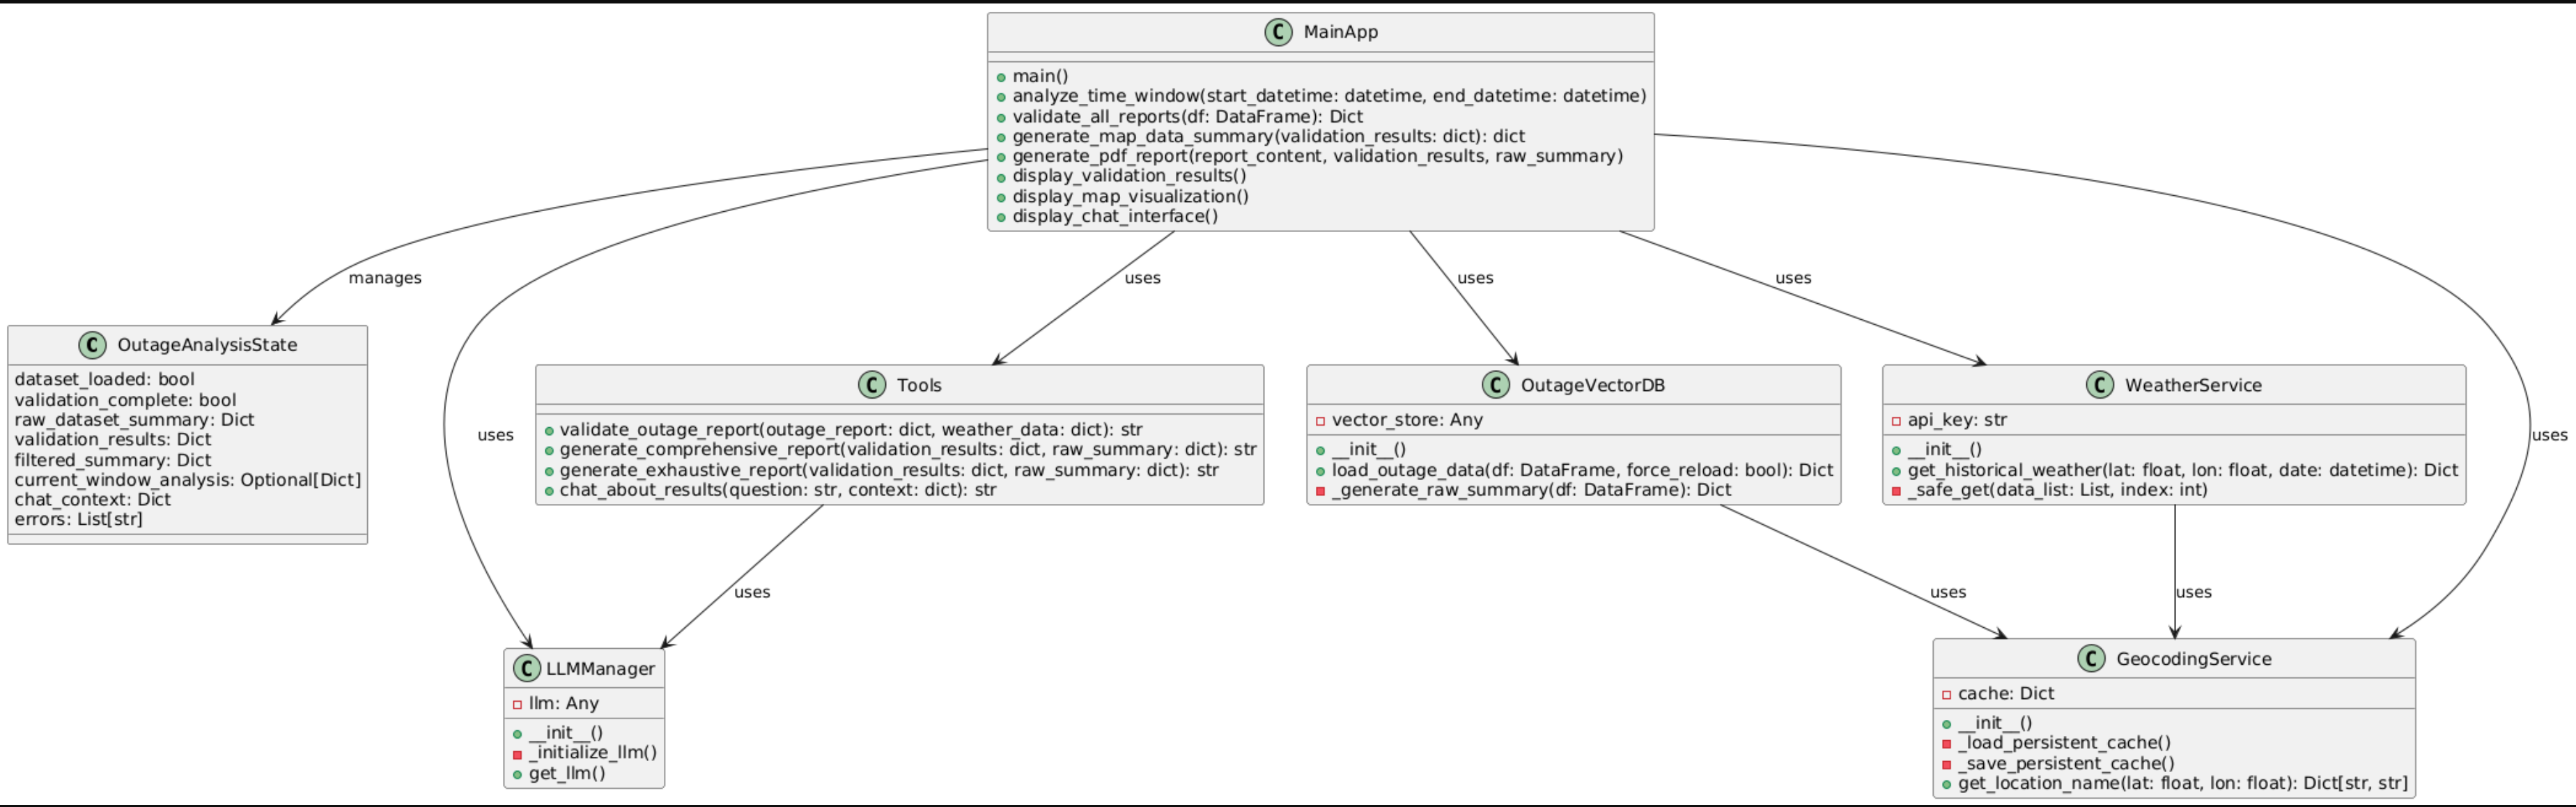 C MainApp
main()
analyze_time_window(start_datetime: datetime, end_datetime: datetime)
validate_all_reports(df: DataFrame): Dict
generate_map_data_summary(validation_results: dict): dict
generate_pdf_report(report_content, validation_results, raw_summary)
display_validation_results()
display_map_visualization()
display_chat_interface()
manages
uses
uses
uses
uses
uses
C OutageAnalysisState
dataset_loaded: bool
validation_complete: bool
raw_dataset_summary: Dict
validation_results: Dict
filtered_summary: Dict
current_window_analysis: Optional[Dict]
chat_context: Dict
errors: List[str]
C Tools
validate_outage_report(outage_report: dict, weather_data: dict): str
generate_comprehensive_report(validation_results: dict, raw_summary: dict): str
generate_exhaustive_report(validation_results: dict, raw_summary: dict): str
chat_about_results(question: str, context: dict): str
C OutageVectorDB
vector_store: Any
__init__()
load_outage_data(df: DataFrame, force_reload: bool): Dict
_generate_raw_summary(df: DataFrame): Dict
C WeatherService
api_key: str
__init__()
get_historical_weather(lat: float, lon: float, date: datetime): Dict
_safe_get(data_list: List, index: int)
uses
uses
uses
C LLMManager
llm: Any
__init__()
_initialize_llm()
get_llm()
C GeocodingService
cache: Dict
__init__()
_load_persistent_cache()
_save_persistent_cache()
get_location_name(lat: float, lon: float): Dict[str, str]